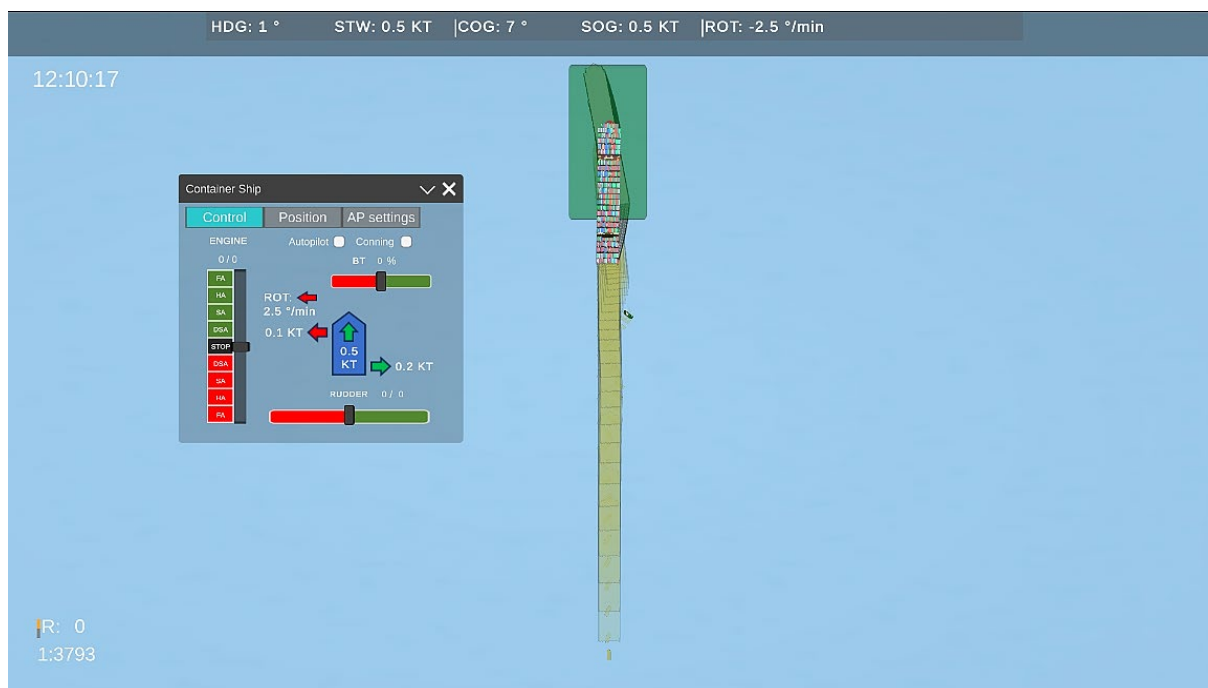 HDG: 1 ° STW: 0.5 KT |COG: 7 ° SOG: 0.5 KT |ROT: -2.5 °/min
12:10:17
Container Ship
Control Position AP settings
ENGINE Autopilot Conning
0 / 0 BT 0 %
FA
HA
SA
DSA
STOP
DSA
SA
HA
FA
ROT:
2.5 °/min
0.1 KT
0.5
KT
0.2 KT
RUDDER 0 / 0
R: 0
1:3793